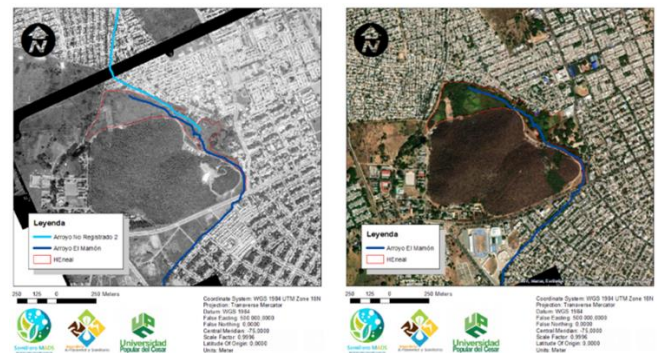 N
Leyenda
Arroyo No Registrado 2
Arroyo El Mamón
HEreal
250 125 0 250 Meters
Coordinate System: WGS 1984 UTM Zone 18N
Projection: Transverse Mercator
Datum: WGS 1984
False Easting: 500.000,0000
False Northing: 0,0000
Central Meridian: -75,0000
Scale Factor: 0,9996
Latitude Of Origin: 0,0000
Units: Meter
Universidad
Popular del Cesar
N
Leyenda
Arroyo El Mamón
HEreal
250 125 0 250 Meters
Coordinate System: WGS 1984 UTM Zone 18N
Projection: Transverse Mercator
Datum: WGS 1984
False Easting: 500.000,0000
False Northing: 0,0000
Central Meridian: -75,0000
Scale Factor: 0,9996
Latitude Of Origin: 0,0000
Units: Meter
Universidad
Popular del Cesar